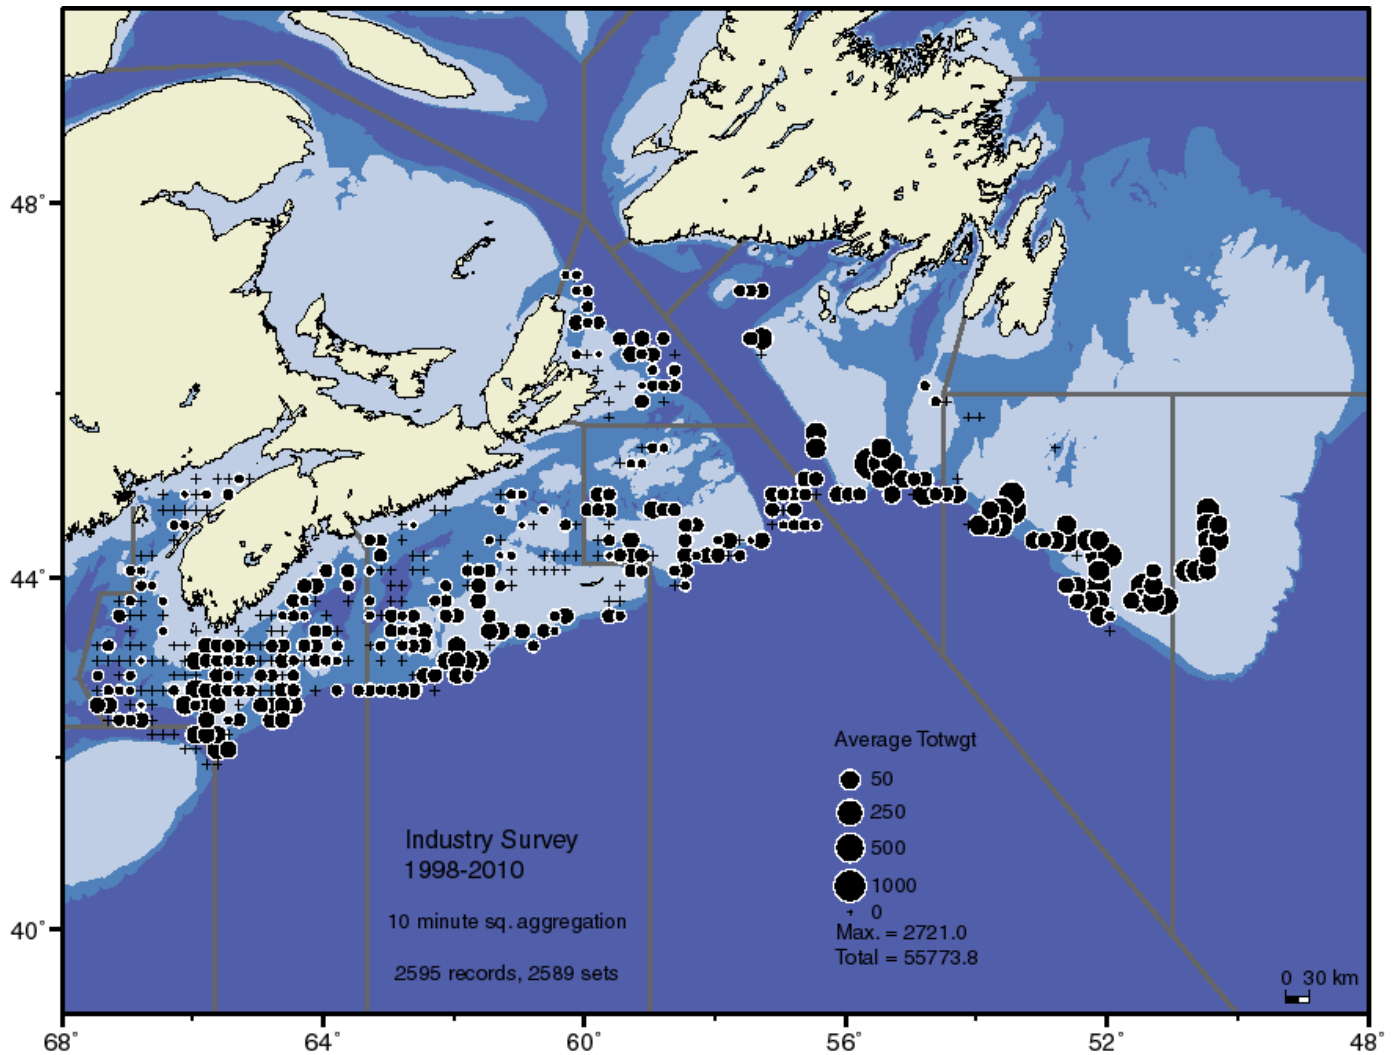 48°
44°
40°
Average Totwgt
50
250
500
1000
0
Max. = 2721.0
Total = 55773.8
Industry Survey
1998-2010
10 minute sq. aggregation
2595 records, 2589 sets
0 30 km
68° 64° 60° 56° 52° 48°